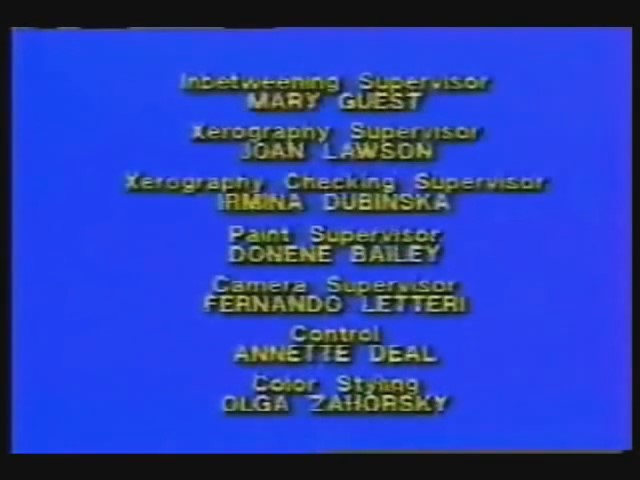 Inbetweening Supervisor
MARY GUEST
Xerography Supervisor
JOAN LAWSON
Xerography Checking Supervisor
IRMINA DUBINSKA
Paint Supervisor
DONENE BAILEY
Camera Supervisor
FERNANDO LETTERI
Control
ANNETTE DEAL
Color Styling
OLGA ZAHORSKY